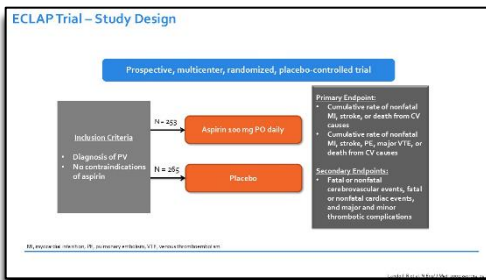 ECLAP Trial – Study Design
Prospective, multicenter, randomized, placebo-controlled trial
Inclusion Criteria
• Diagnosis of PV
• No contraindications
of aspirin
N = 253
Aspirin 100 mg PO daily
N = 265
Placebo
Primary Endpoint:
• Cumulative rate of nonfatal
MI, stroke, or death from CV
causes
• Cumulative rate of nonfatal
MI, stroke, PE, major VTE, or
death from CV causes
Secondary Endpoints:
• Fatal or nonfatal
cerebrovascular events, fatal
or nonfatal cardiac events,
and major and minor
thrombotic complications
MI, myocardial infarction, PE, pulmonary embolism, VTE, venous thromboembolism